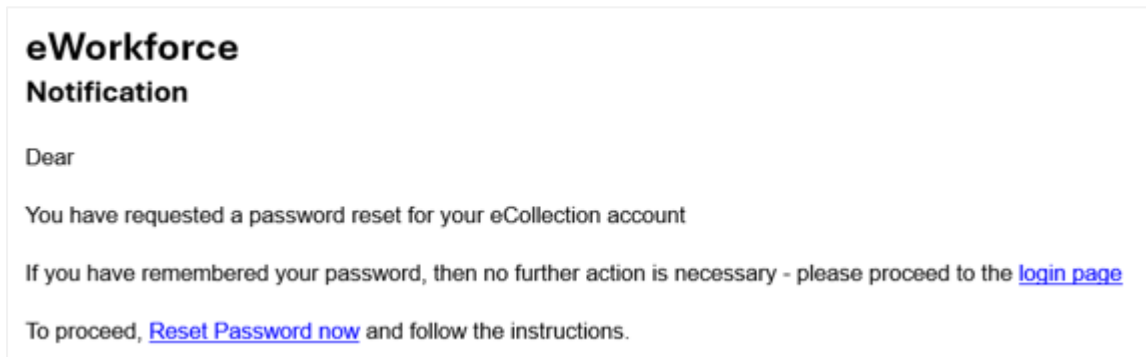 eWorkforce
Notification
Dear
You have requested a password reset for your eCollection account
If you have remembered your password, then no further action is necessary - please proceed to the login page
To proceed, Reset Password now and follow the instructions.